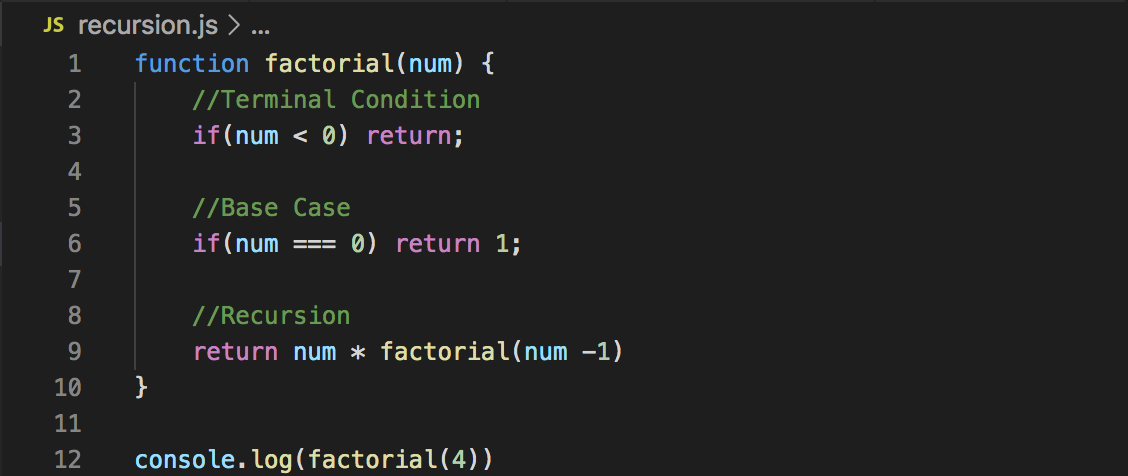 JS recursion.js > ...
1 function factorial(num) {
2     //Terminal Condition
3     if(num < 0) return;
4
5     //Base Case
6     if(num === 0) return 1;
7
8     //Recursion
9     return num * factorial(num -1)
10 }
11
12 console.log(factorial(4))